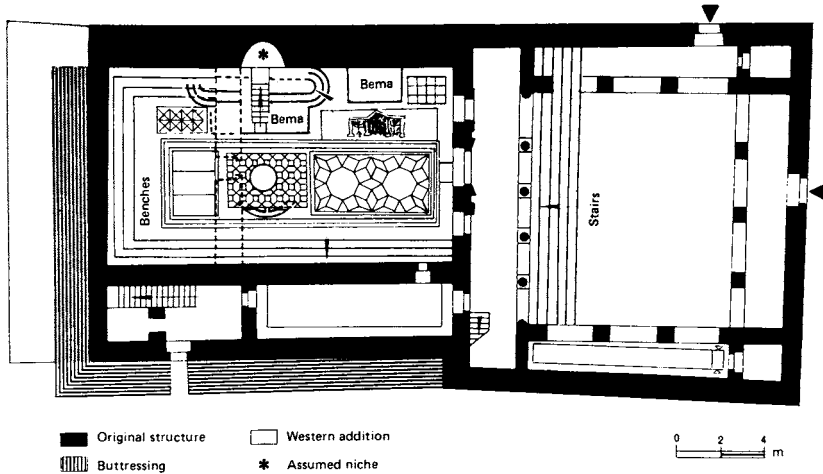 *
Bema
Bema
Benches
Stairs
Original structure
Western addition
Buttressing
* Assumed niche
0 2 4 m